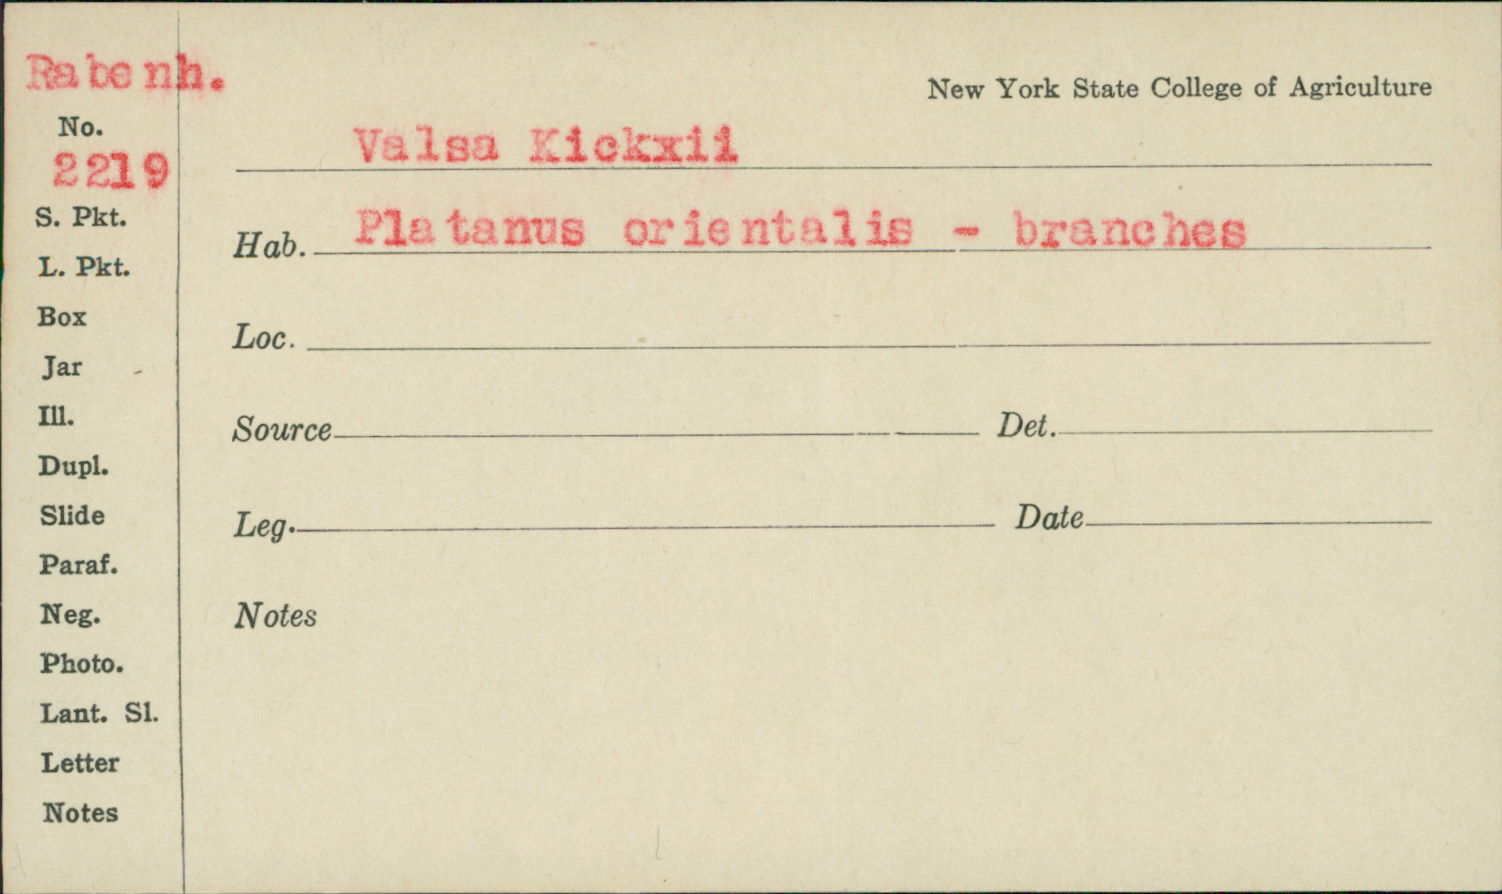 Rabenh.
New York State College of Agriculture
No.
2219
Valsa Kickxii
S. Pkt.
Hab. Platanus orientalis - branches
L. Pkt.
Box
Loc.
Jar
Ill.
Source Det.
Dupl.
Slide
Leg. Date
Paraf.
Neg.
Notes
Photo.
Lant. Sl.
Letter
Notes